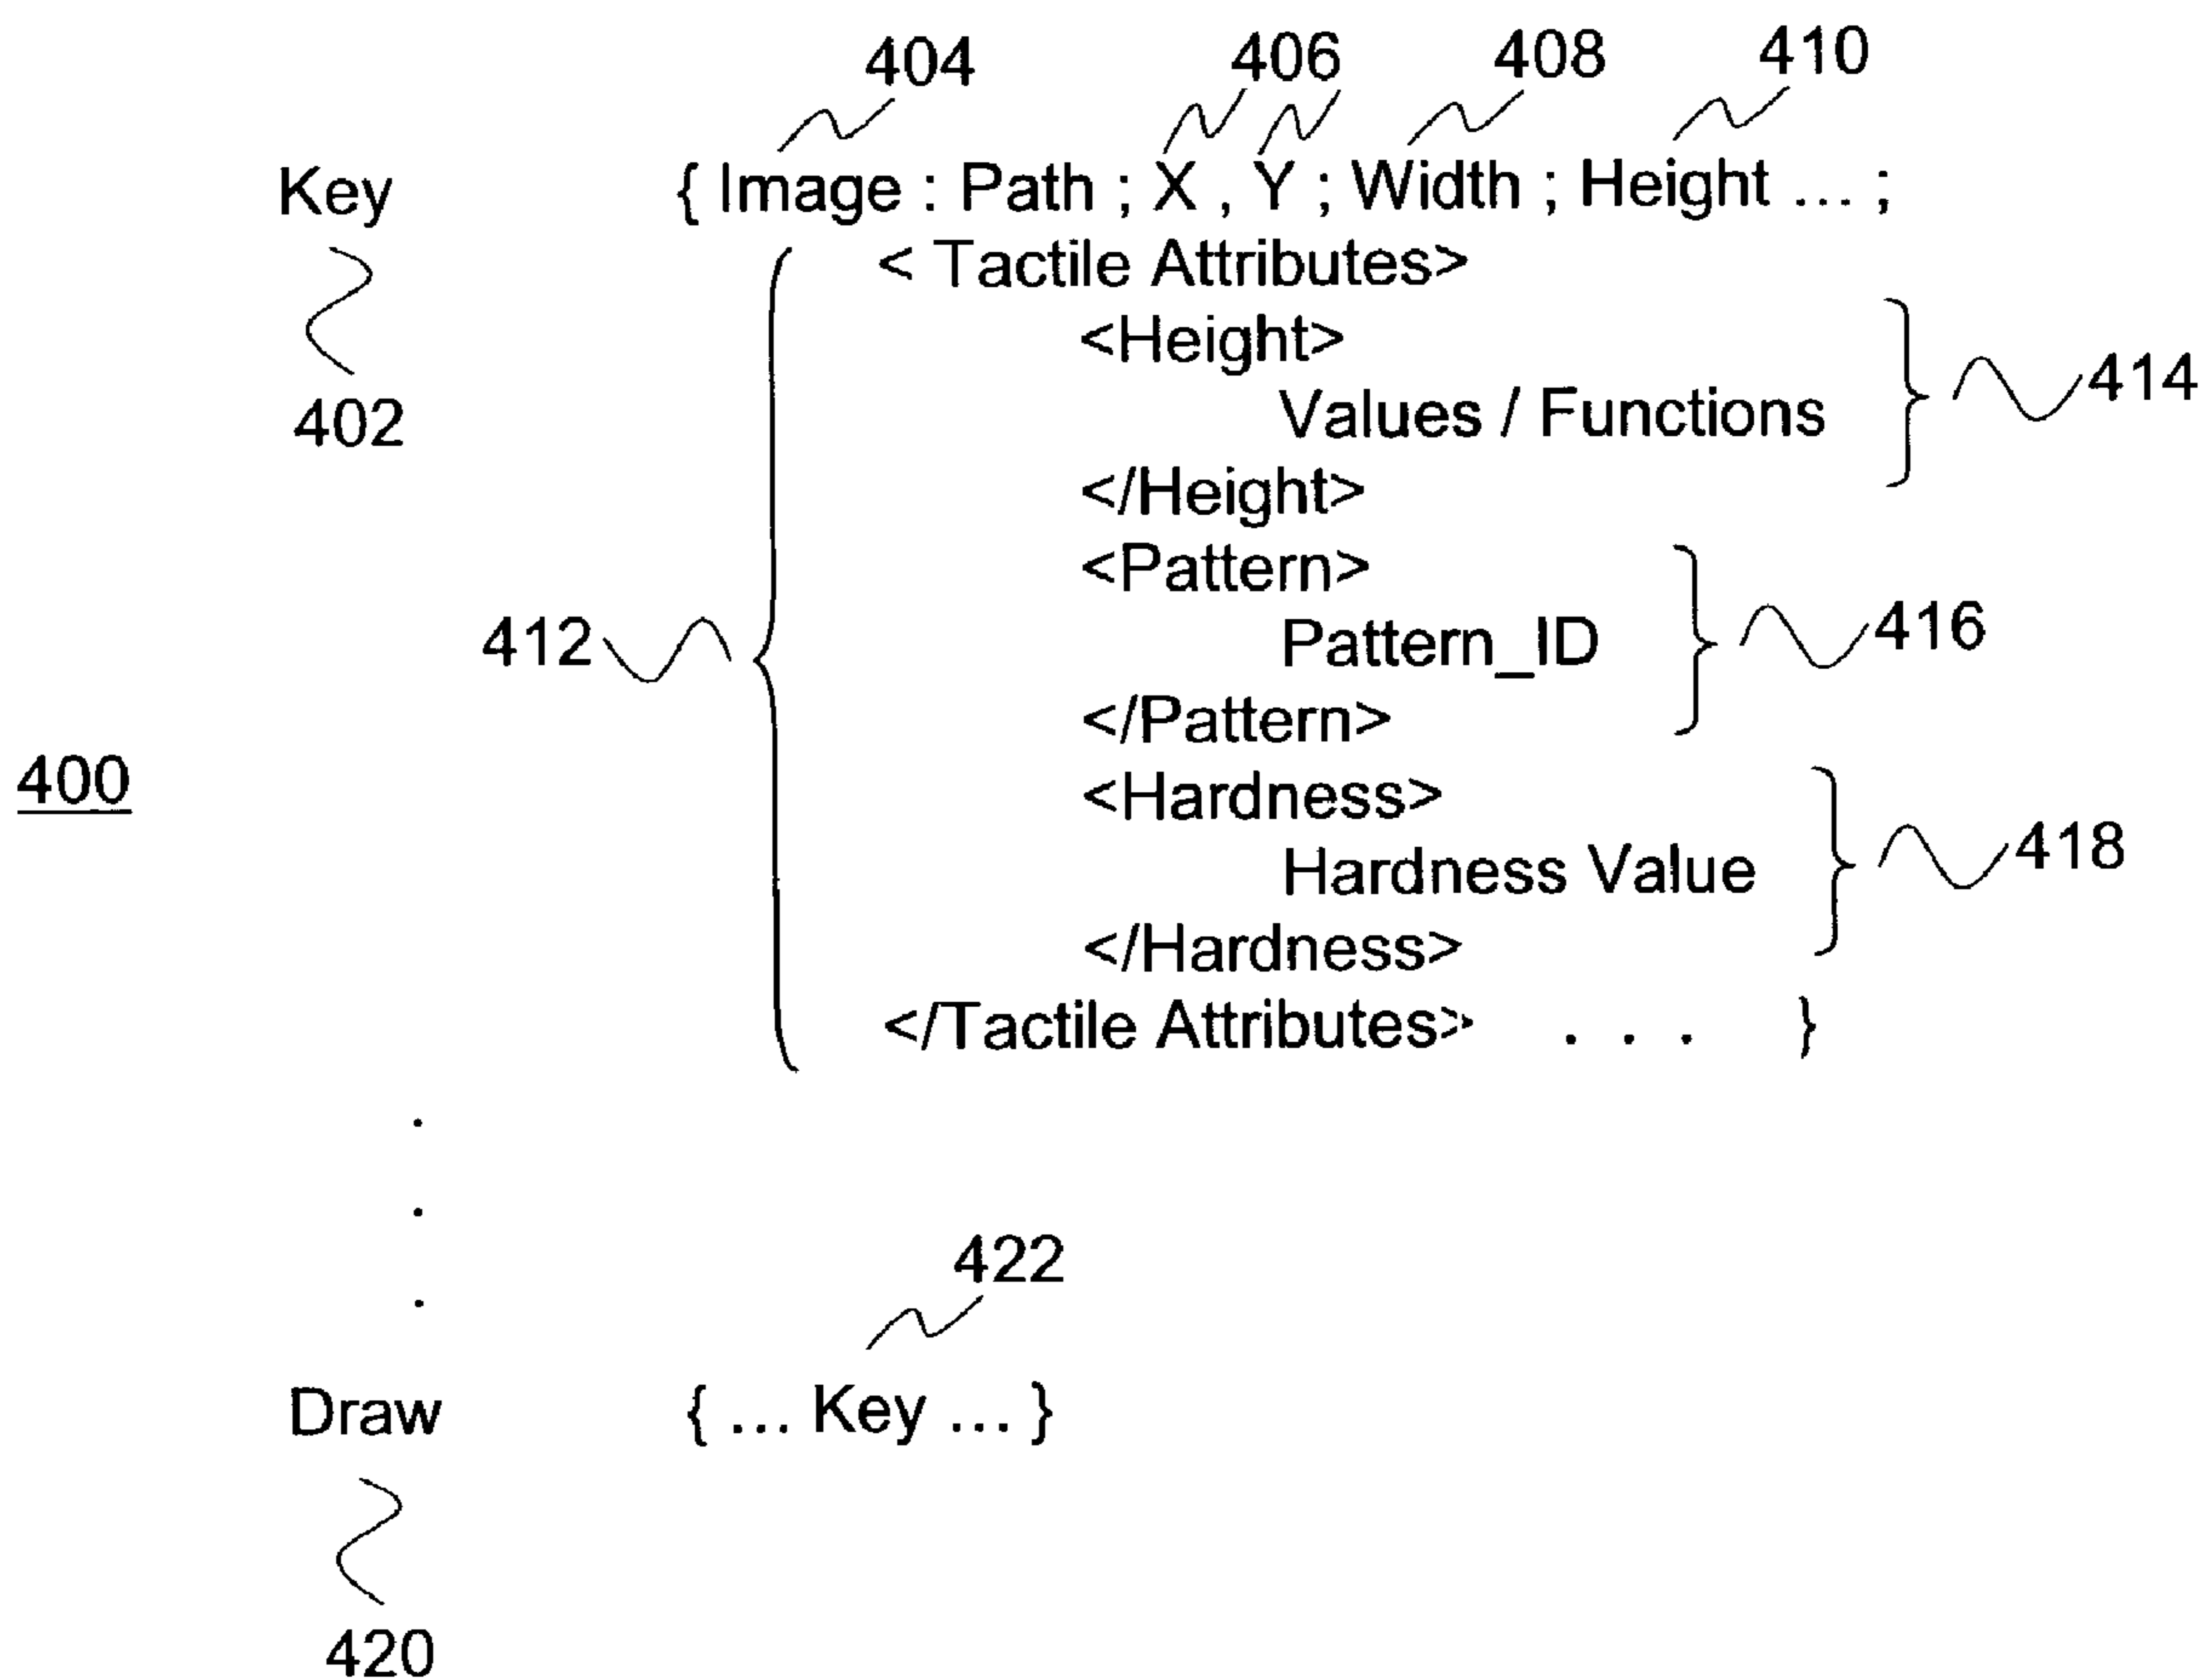 404 406 408 410
Key { Image : Path ; X , Y ; Width ; Height ... ;
< Tactile Attributes>
<Height>
Values / Functions 414
402
</Height>
<Pattern>
412 Pattern_ID 416
</Pattern>
400
<Hardness>
Hardness Value 418
</Hardness>
</Tactile Attributes> . . . }
.
.
.
422
Draw { ... Key ... }
420